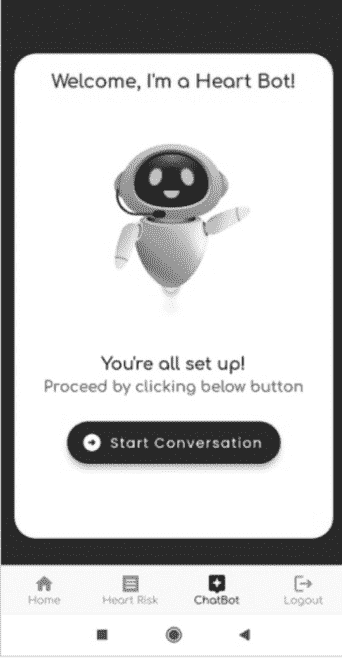 Welcome, I'm a Heart Bot!
You're all set up!
Proceed by clicking below button
Start Conversation
Home Heart Risk ChatBot Logout